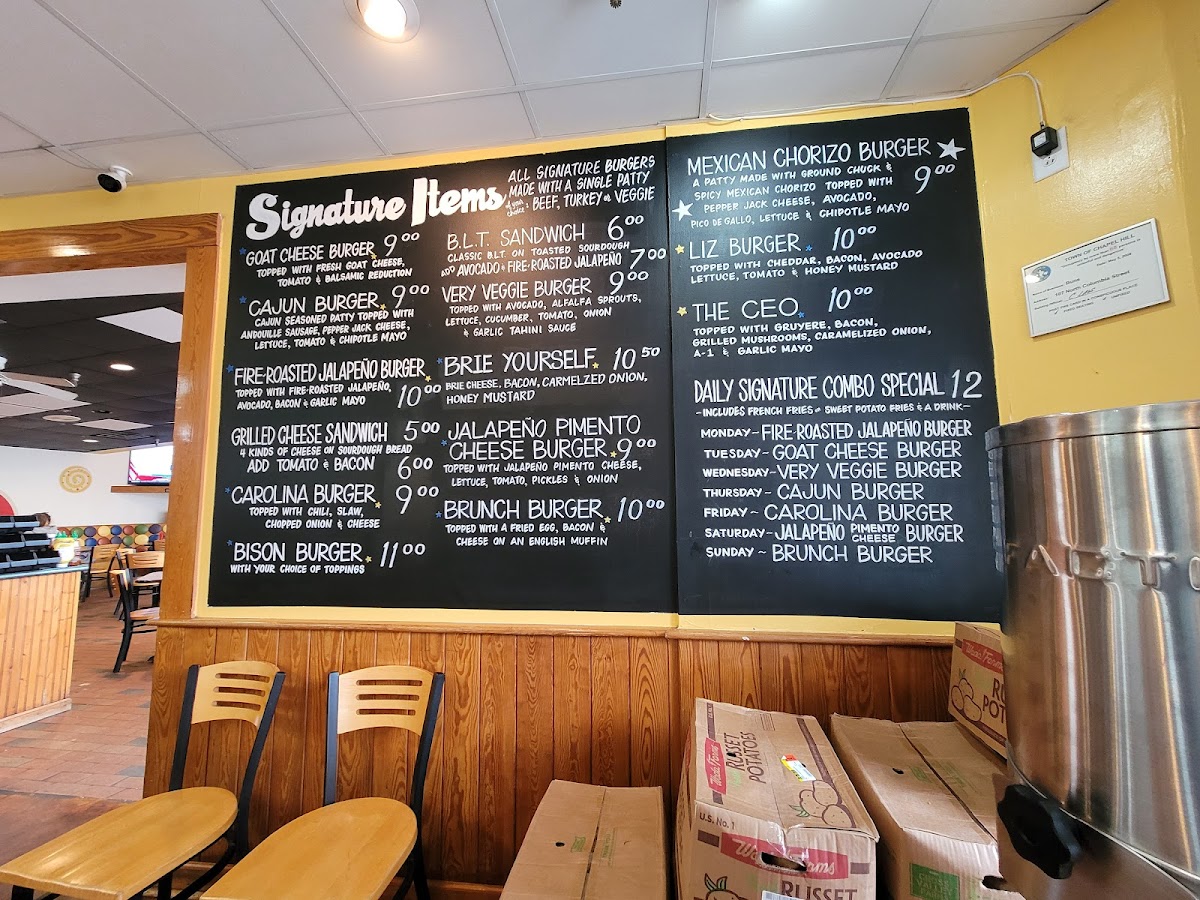 Signature Items
ALL SIGNATURE BURGERS
MADE WITH A SINGLE PATTY
of your choice: BEEF, TURKEY or VEGGIE
GOAT CHEESE BURGER 9 00
TOPPED WITH FRESH GOAT CHEESE,
TOMATO & BALSAMIC REDUCTION
CAJUN BURGER 9 00
CAJUN SEASONED PATTY TOPPED WITH
ANDOUILLE SAUSAGE, PEPPER JACK CHEESE,
LETTUCE, TOMATO & CHIPOTLE MAYO
FIRE-ROASTED JALAPEÑO BURGER
TOPPED WITH FIRE-ROASTED JALAPEÑO,
AVOCADO, BACON & GARLIC MAYO 10 00
GRILLED CHEESE SANDWICH 5 00
4 KINDS OF CHEESE ON SOURDOUGH BREAD
ADD TOMATO & BACON 6 00
CAROLINA BURGER 9 00
TOPPED WITH CHILI, SLAW,
CHOPPED ONION & CHEESE
BISON BURGER 11 00
WITH YOUR CHOICE OF TOPPINGS
B.L.T. SANDWICH 6 00
CLASSIC B.L.T. ON TOASTED SOURDOUGH
ADD AVOCADO & FIRE-ROASTED JALAPEÑO 7 00
VERY VEGGIE BURGER 9 00
TOPPED WITH AVOCADO, ALFALFA SPROUTS,
LETTUCE, CUCUMBER, TOMATO, ONION
& GARLIC TAHINI SAUCE
BRIE YOURSELF 10 50
BRIE CHEESE, BACON, CARMELZED ONION,
HONEY MUSTARD
JALAPEÑO PIMENTO
CHEESE BURGER 9 00
TOPPED WITH JALAPEÑO PIMENTO CHEESE,
LETTUCE, TOMATO, PICKLES & ONION
BRUNCH BURGER 10 00
TOPPED WITH A FRIED EGG, BACON &
CHEESE ON AN ENGLISH MUFFIN
MEXICAN CHORIZO BURGER
A PATTY MADE WITH GROUND CHUCK & 9 00
SPICY MEXICAN CHORIZO TOPPED WITH
PEPPER JACK CHEESE, AVOCADO,
PICO DE GALLO, LETTUCE & CHIPOTLE MAYO
LIZ BURGER 10 00
TOPPED WITH CHEDDAR, BACON, AVOCADO
LETTUCE, TOMATO & HONEY MUSTARD
THE CEO 10 00
TOPPED WITH GRUYERE, BACON,
GRILLED MUSHROOMS, CARAMELIZED ONION,
A-1 & GARLIC MAYO
DAILY SIGNATURE COMBO SPECIAL 12
-INCLUDES FRENCH FRIES or SWEET POTATO FRIES & A DRINK-
MONDAY~FIRE-ROASTED JALAPEÑO BURGER
TUESDAY~GOAT CHEESE BURGER
WEDNESDAY~VERY VEGGIE BURGER
THURSDAY~CAJUN BURGER
FRIDAY~CAROLINA BURGER
SATURDAY~JALAPEÑO PIMENTO CHEESE BURGER
SUNDAY~BRUNCH BURGER
TOWN OF CHAPEL HILL
RUSSET
POTATOES
U.S. No. 1
RUSSET